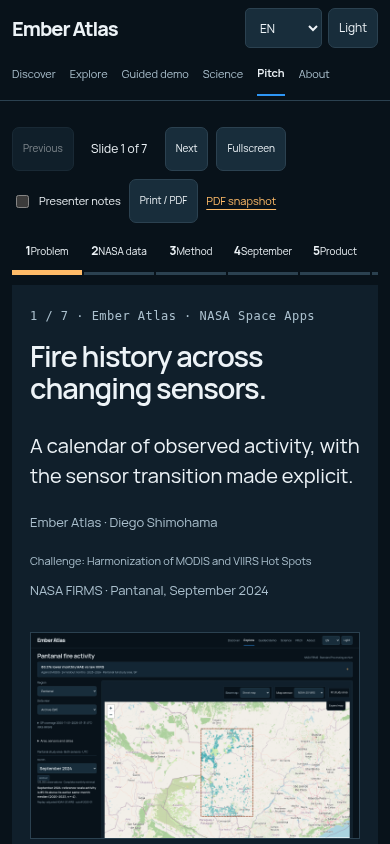 Ember Atlas
EN
Light
Discover Explore Guided demo Science Pitch About
Previous
Slide 1 of 7
Next
Fullscreen
Presenter notes
Print / PDF
PDF snapshot
1Problem 2NASA data 3Method 4September 5Product
1 / 7 · Ember Atlas · NASA Space Apps
Fire history across
changing sensors.
A calendar of observed activity, with
the sensor transition made explicit.
Ember Atlas · Diego Shimohama
Challenge: Harmonization of MODIS and VIIRS Hot Spots
NASA FIRMS · Pantanal, September 2024
Ember Atlas
Pantanal fire activity
September 2024